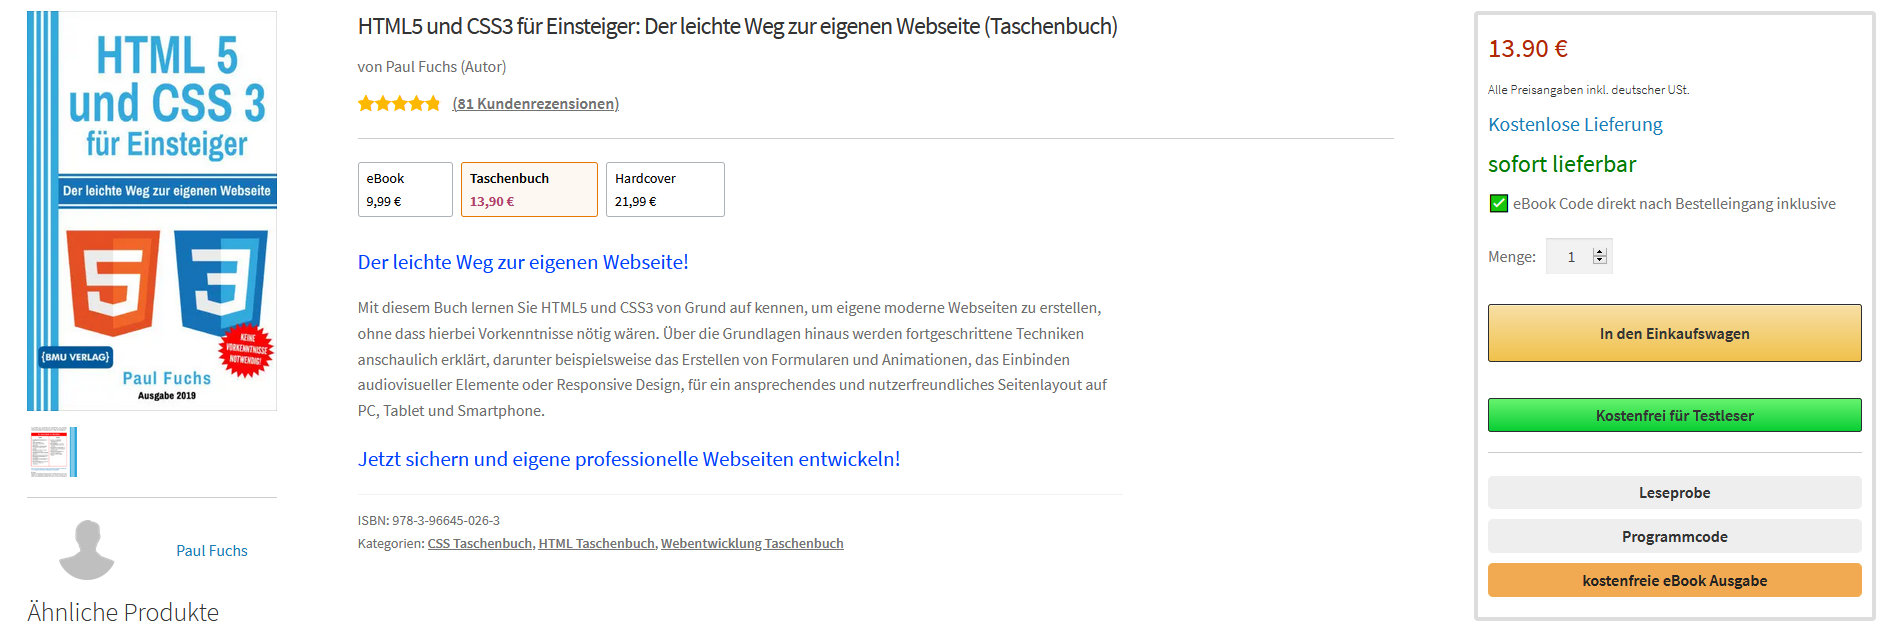 HTML 5
und CSS 3
für Einsteiger
Der leichte Weg zur eigenen Webseite
{BMU VERLAG}
KEINE
VORKENNTNISSE
NOTWENDIG!
Paul Fuchs
Ausgabe 2019
Paul Fuchs
Ähnliche Produkte
HTML5 und CSS3 für Einsteiger: Der leichte Weg zur eigenen Webseite (Taschenbuch)
von Paul Fuchs (Autor)
(81 Kundenrezensionen)
eBook
9,99 €
Taschenbuch
13,90 €
Hardcover
21,99 €
Der leichte Weg zur eigenen Webseite!
Mit diesem Buch lernen Sie HTML5 und CSS3 von Grund auf kennen, um eigene moderne Webseiten zu erstellen,
ohne dass hierbei Vorkenntnisse nötig wären. Über die Grundlagen hinaus werden fortgeschrittene Techniken
anschaulich erklärt, darunter beispielsweise das Erstellen von Formularen und Animationen, das Einbinden
audiovisueller Elemente oder Responsive Design, für ein ansprechendes und nutzerfreundliches Seitenlayout auf
PC, Tablet und Smartphone.
Jetzt sichern und eigene professionelle Webseiten entwickeln!
ISBN: 978-3-96645-026-3
Kategorien: CSS Taschenbuch, HTML Taschenbuch, Webentwicklung Taschenbuch
13.90 €
Alle Preisangaben inkl. deutscher USt.
Kostenlose Lieferung
sofort lieferbar
eBook Code direkt nach Bestelleingang inklusive
Menge: 1
In den Einkaufswagen
Kostenfrei für Testleser
Leseprobe
Programmcode
kostenfreie eBook Ausgabe